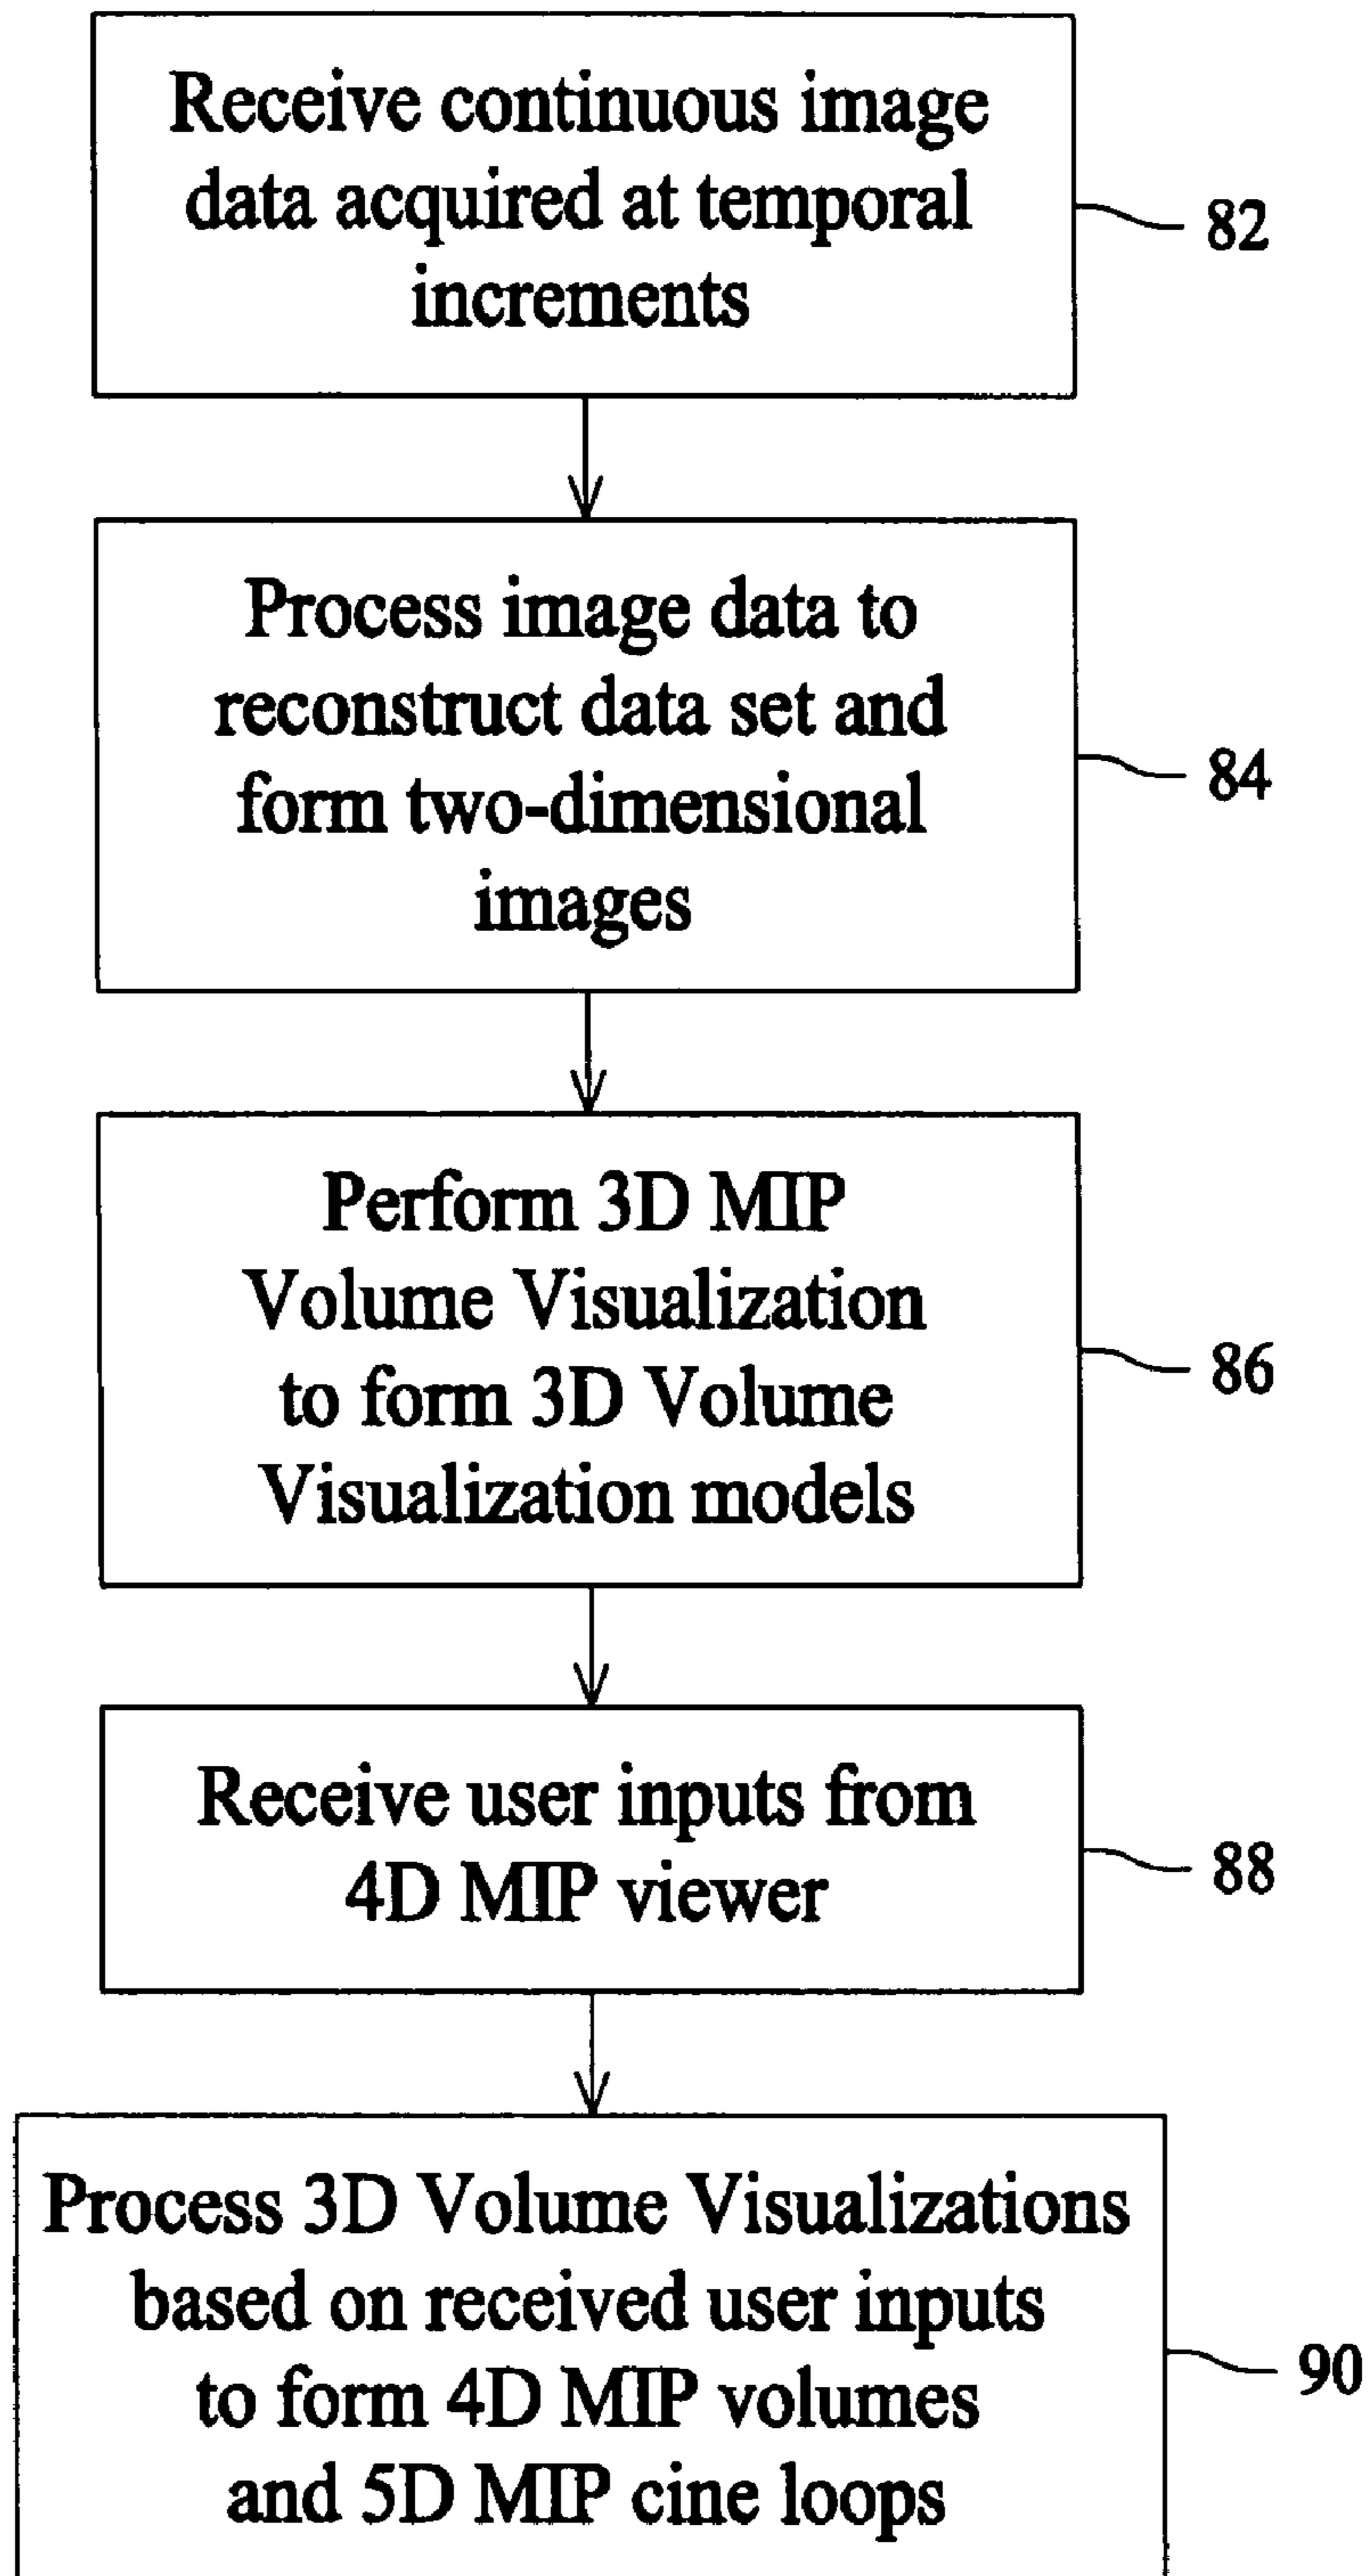 Receive continuous image
data acquired at temporal
increments
82
Process image data to
reconstruct data set and
form two-dimensional
images
84
Perform 3D MIP
Volume Visualization
to form 3D Volume
Visualization models
86
Receive user inputs from
4D MIP viewer
88
Process 3D Volume Visualizations
based on received user inputs
to form 4D MIP volumes
and 5D MIP cine loops
90